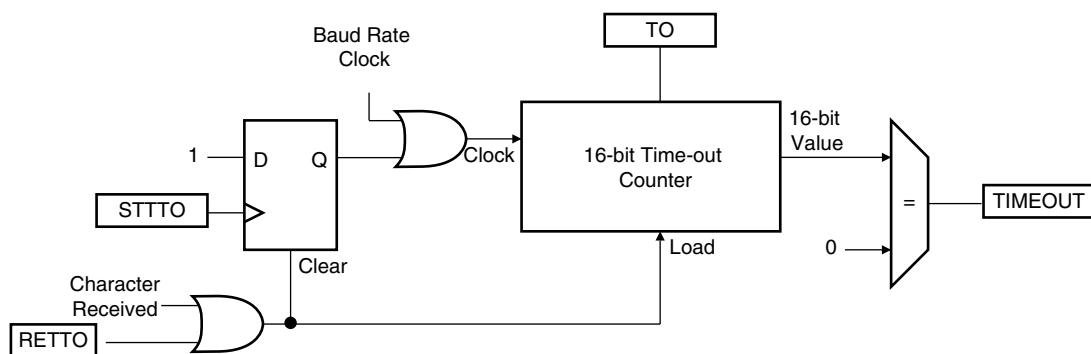 TO
Baud Rate
Clock
16-bit
Value
1
D
Q
Clock
16-bit Time-out
Counter
STTTO
=
TIMEOUT
0
Clear
Load
Character
Received
RETTO